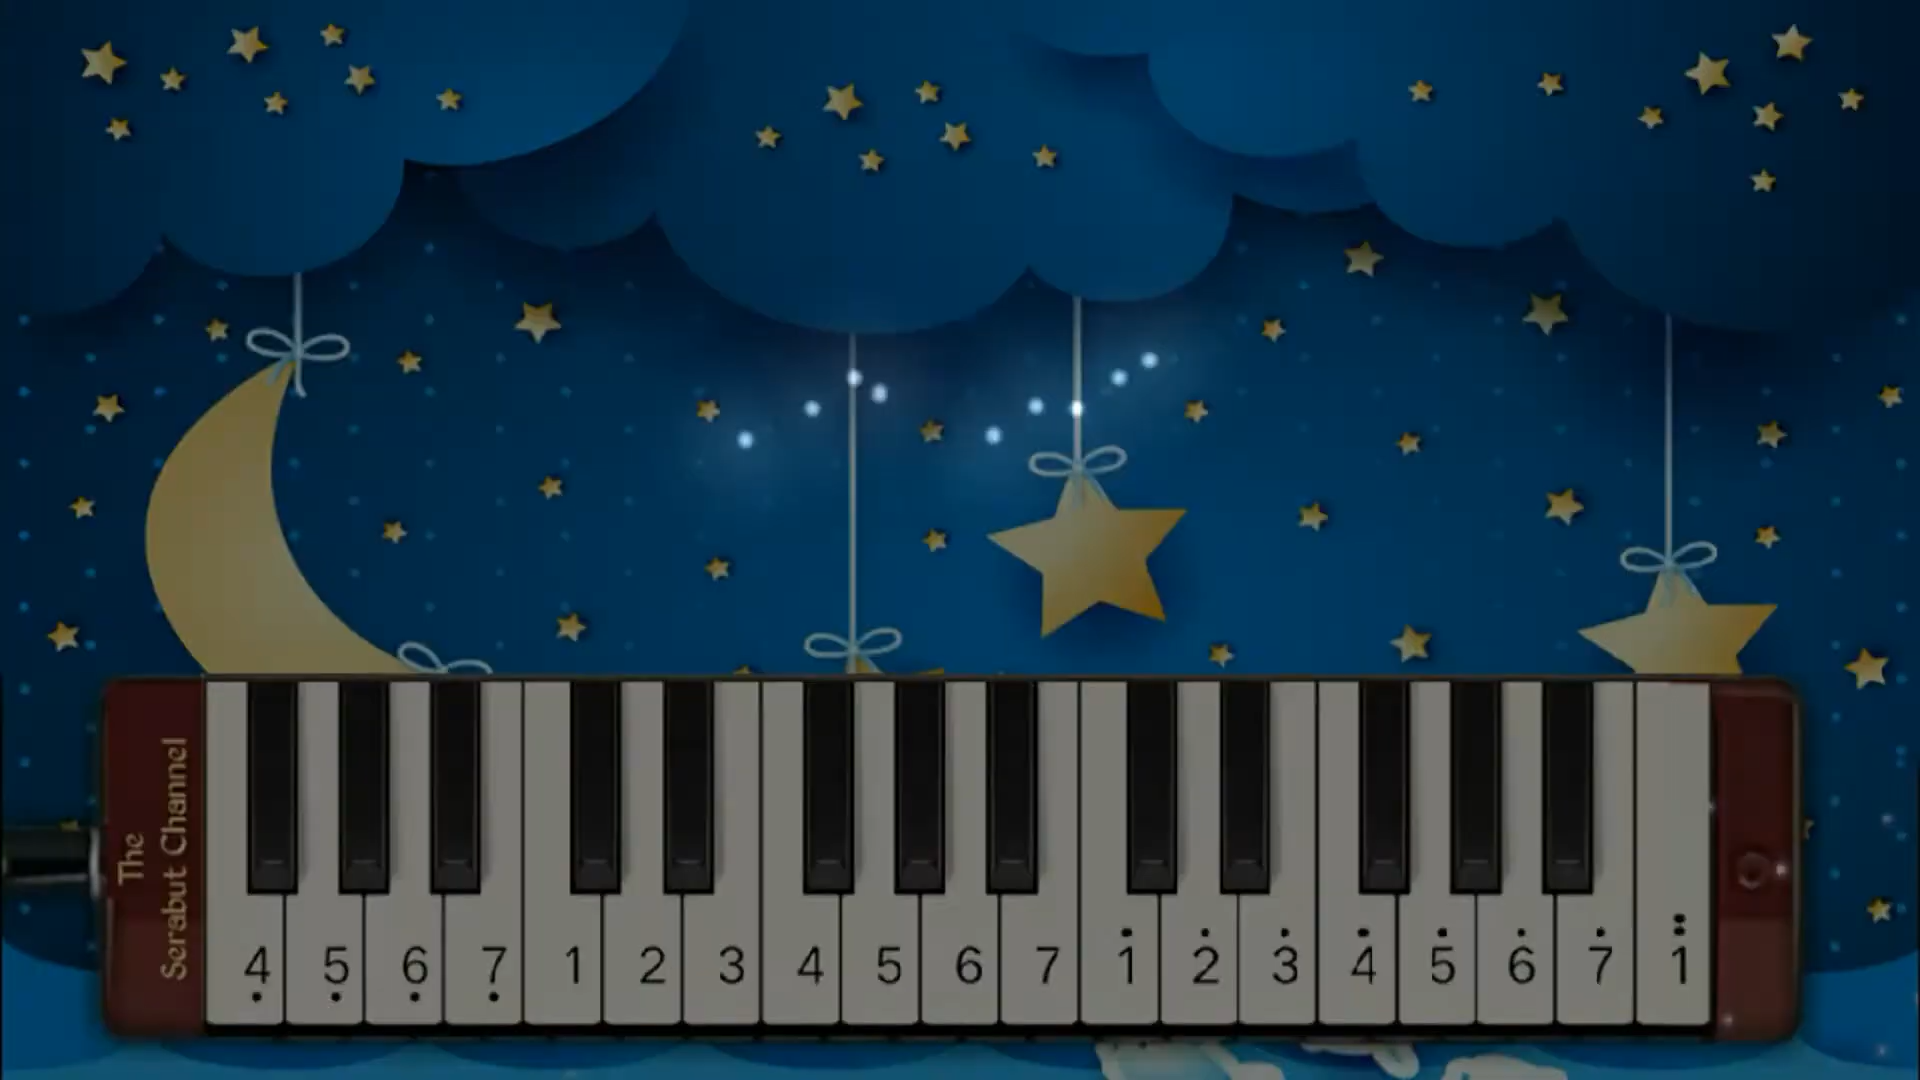 The
Serabut Channel
4̣ 5̣ 6̣ 7̣ 1 2 3 4 5 6 7 1̇ 2̇ 3̇ 4̇ 5̇ 6̇ 7̇ 1̈